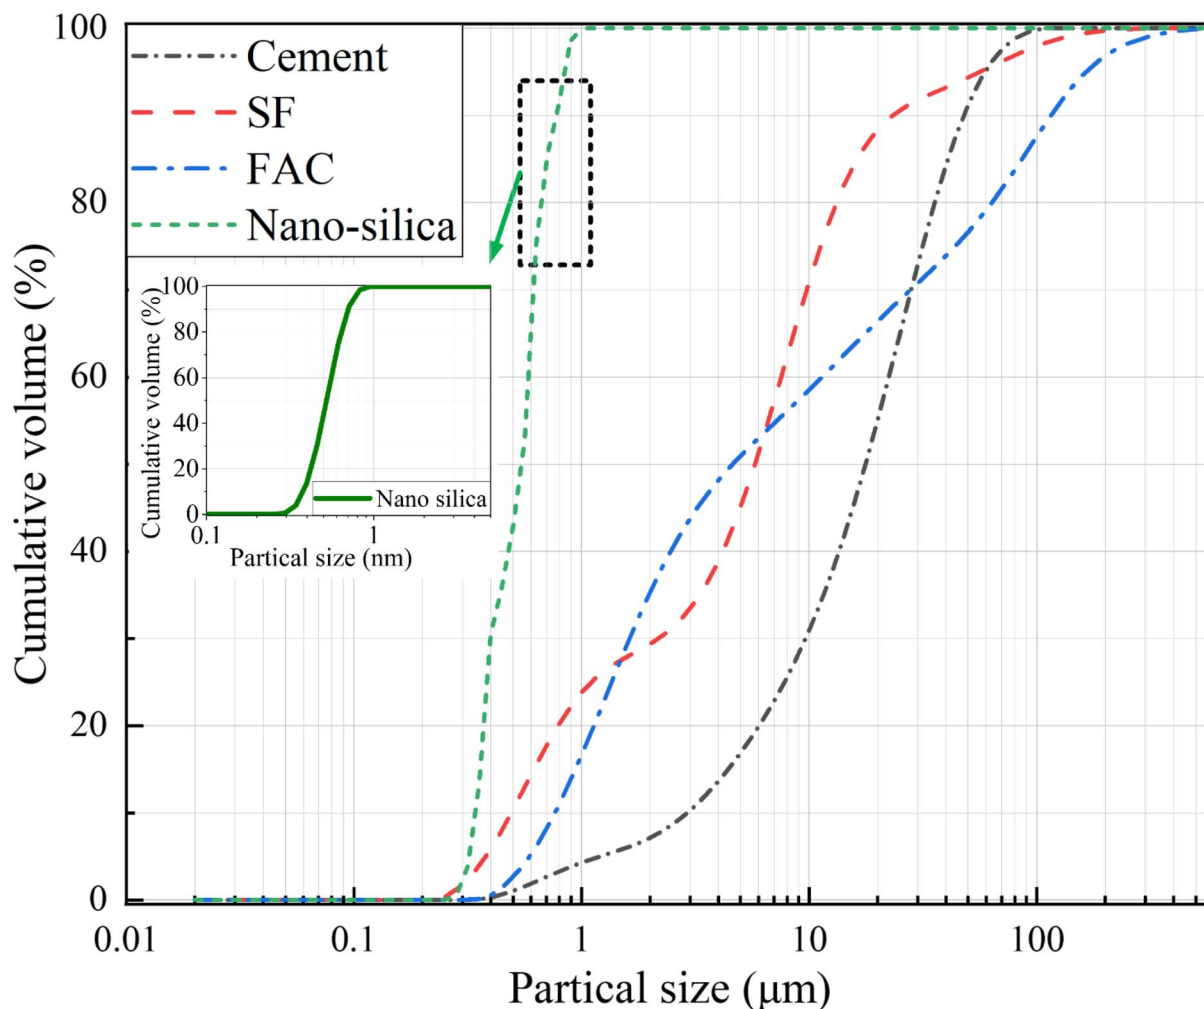 Cement
SF
FAC
Nano-silica
Cumulative volume (%)
100
80
60
40
20
0
0.01
0.1
1
10
100
Partical size (μm)
Cumulative volume (%)
100
80
60
40
20
0
Nano silica
0.1
1
Partical size (nm)